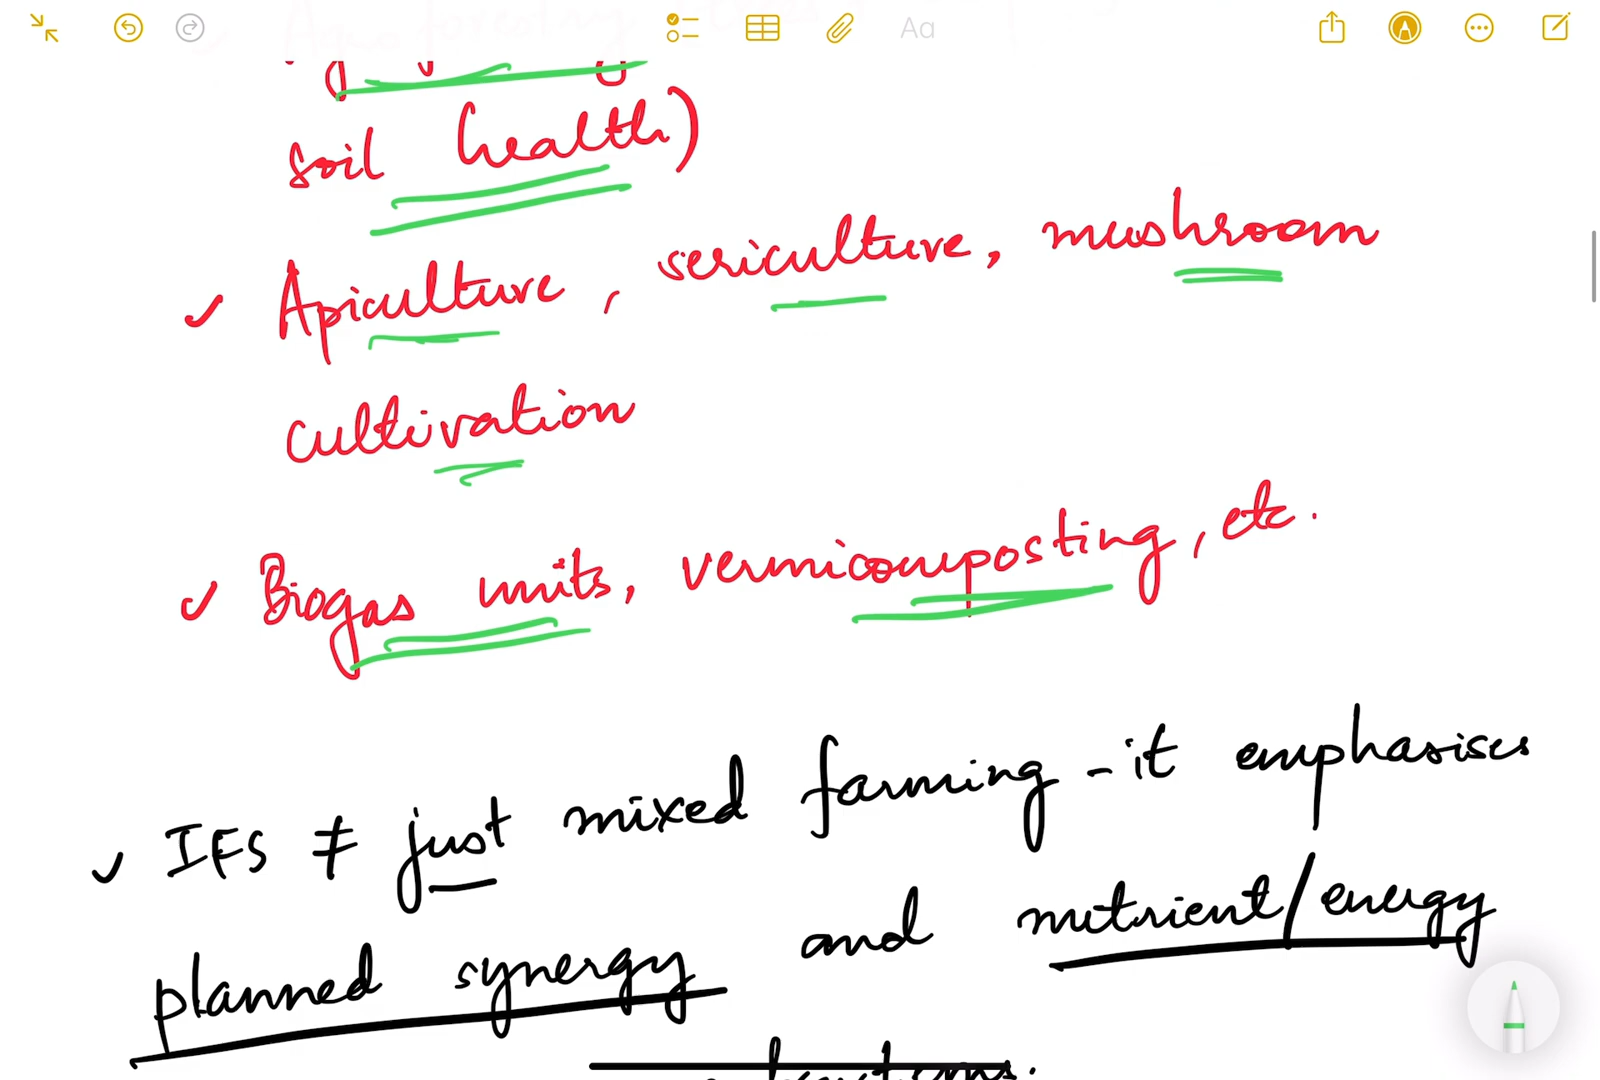 Aa
soil health)
✓ Apiculture, sericulture, mushroom
cultivation
✓ Biogas units, vermicomposting, etc.
✓ IFS ≠ just mixed farming - it emphasises
planned synergy and nutrient/energy